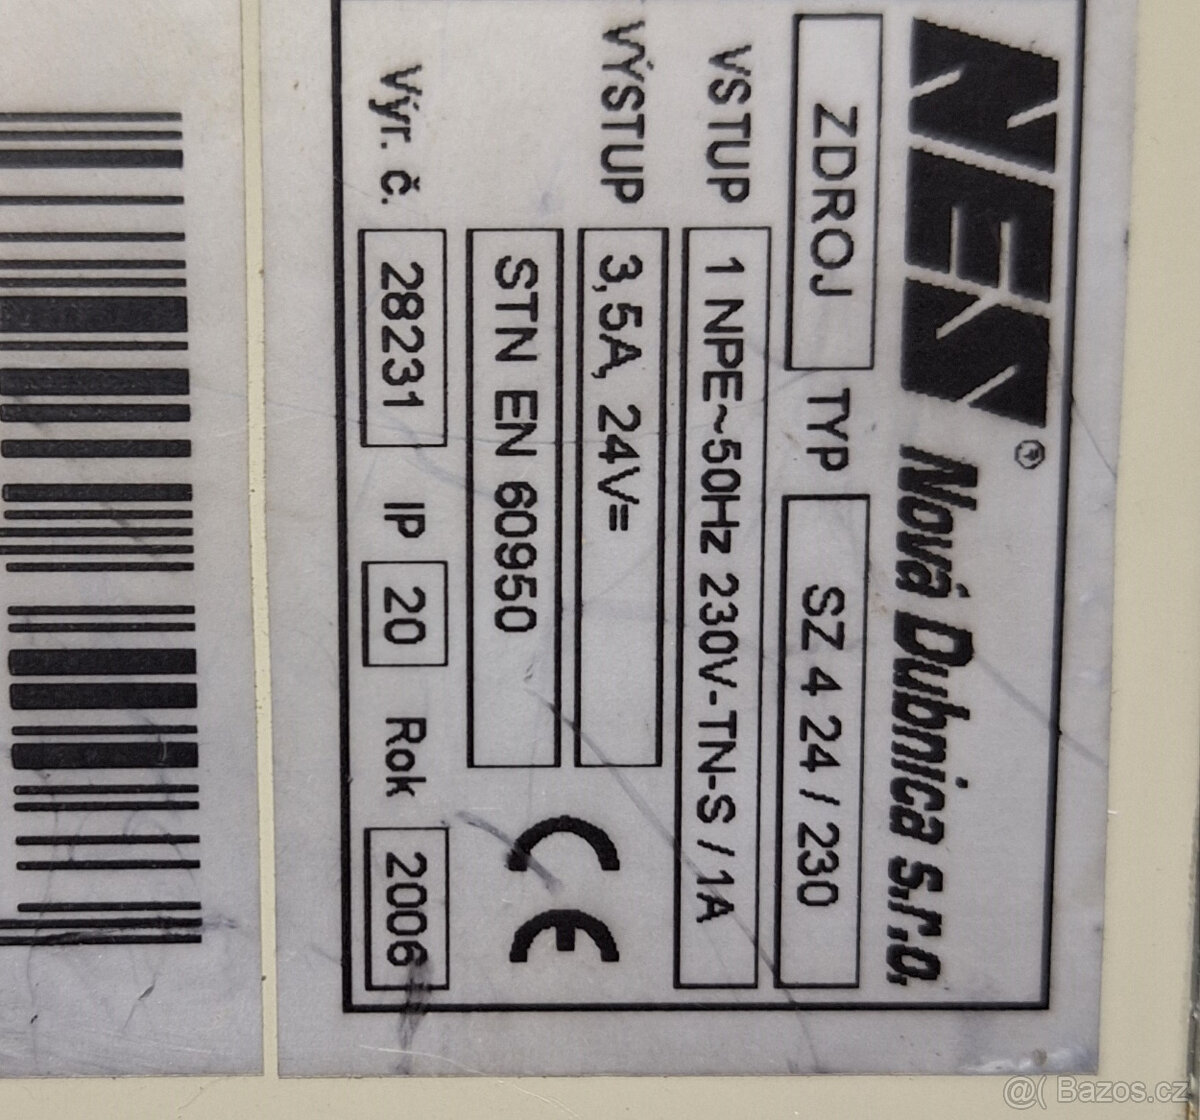 NES ® Nová Dubnica s.r.o.
ZDROJ TYP SZ 4 24 / 230
VSTUP 1 NPE~50Hz 230V-TN-S / 1A
VÝSTUP 3,5A, 24V=
STN EN 60950 CE
Výr. č. 28231 IP 20 Rok 2006
@( Bazos.cz